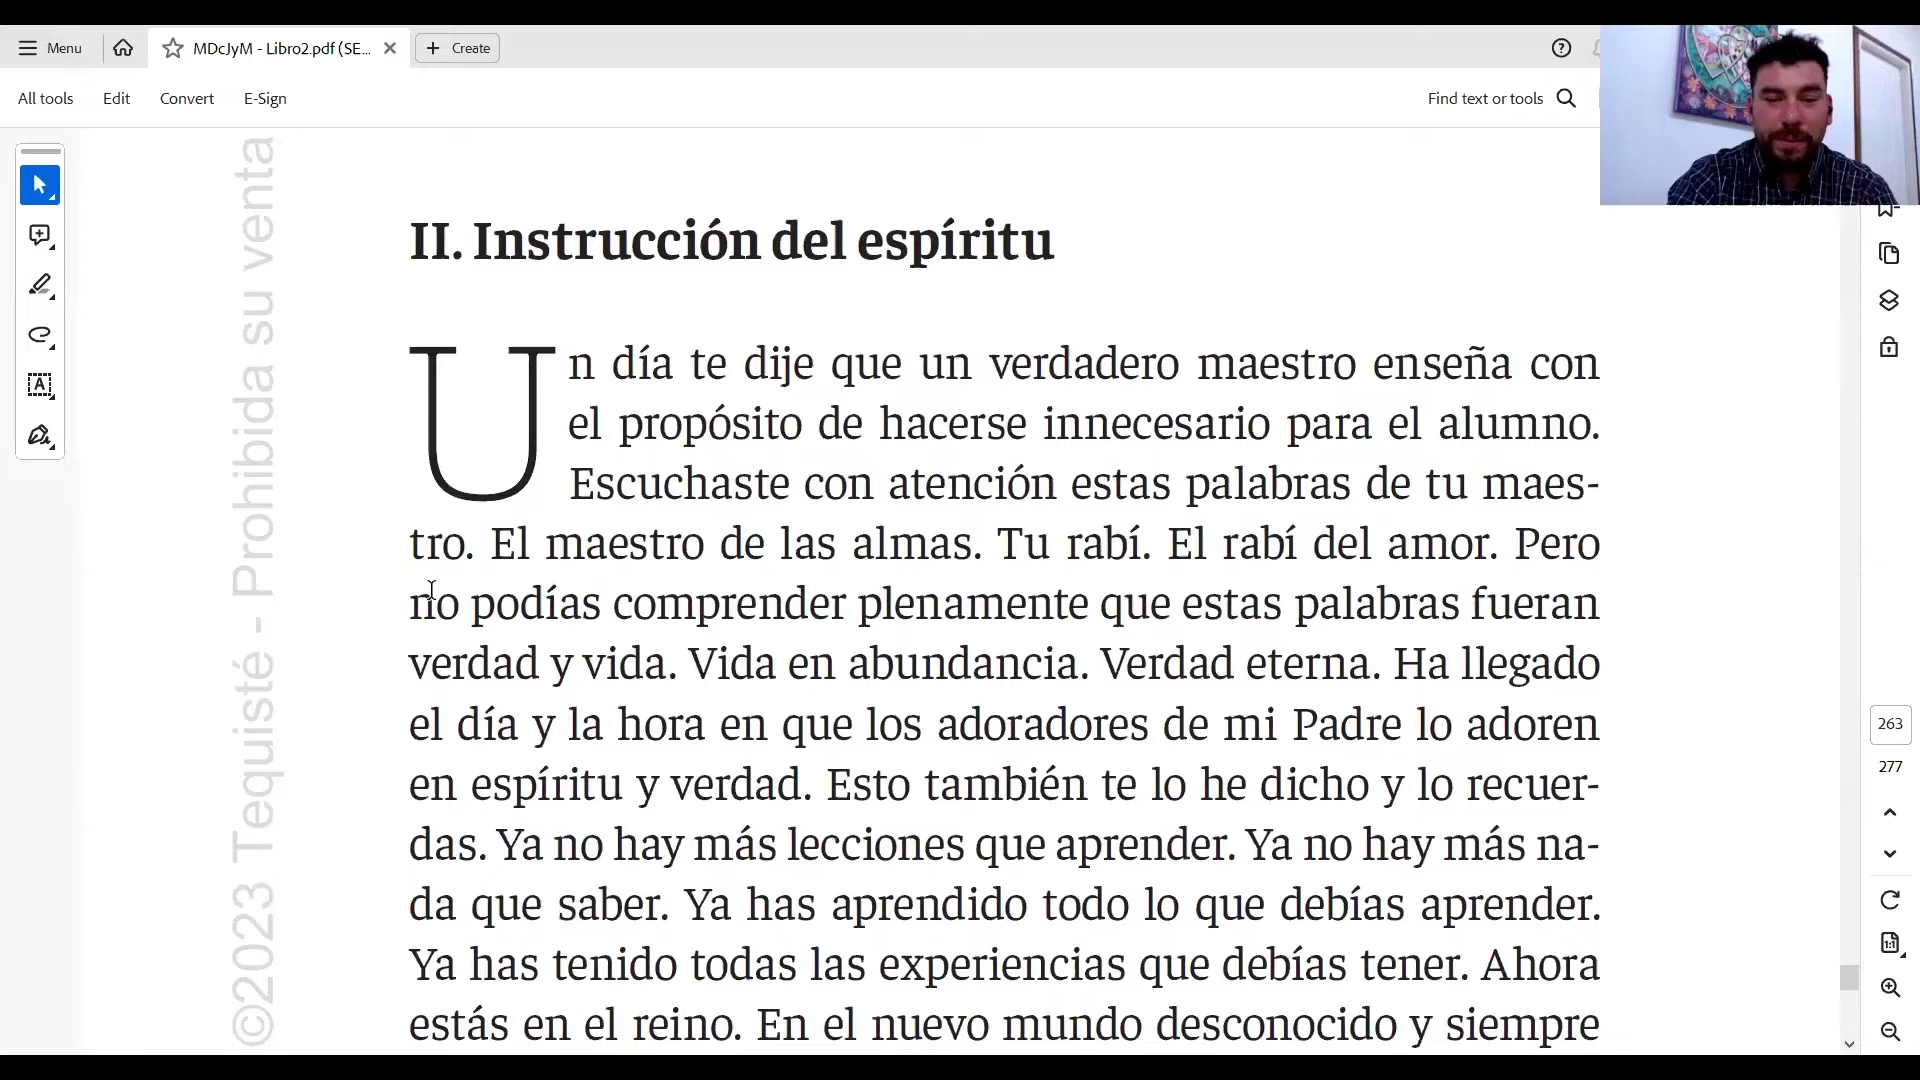 Menu
MDcJyM - Libro2.pdf (SE...
Create
All tools
Edit
Convert
E-Sign
Find text or tools
©2023 Tequisté - Prohibida su venta
II. Instrucción del espíritu
Un día te dije que un verdadero maestro enseña con
el propósito de hacerse innecesario para el alumno.
Escuchaste con atención estas palabras de tu maes-
tro. El maestro de las almas. Tu rabí. El rabí del amor. Pero
no podías comprender plenamente que estas palabras fueran
verdad y vida. Vida en abundancia. Verdad eterna. Ha llegado
el día y la hora en que los adoradores de mi Padre lo adoren
en espíritu y verdad. Esto también te lo he dicho y lo recuer-
das. Ya no hay más lecciones que aprender. Ya no hay más na-
da que saber. Ya has aprendido todo lo que debías aprender.
Ya has tenido todas las experiencias que debías tener. Ahora
estás en el reino. En el nuevo mundo desconocido y siempre
263
277